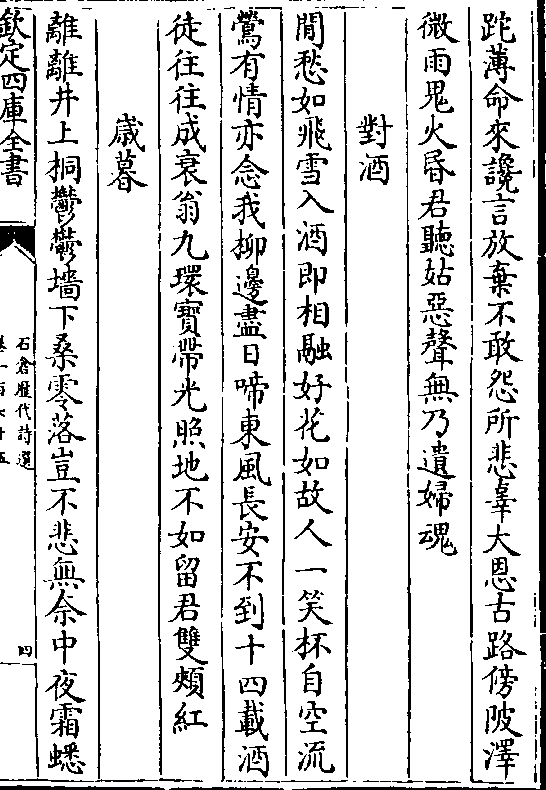 跎薄命來讒言放棄不敢怨所悲辜大恩古路傍陂澤
微雨鬼火昏君聽姑惡聲無乃遣婦魂
對酒
閒愁如飛雪入酒即相融好花如故人一笑杯自空流
鶯有情亦念我柳邊盡日啼東風長安不到十四載酒
徒往往成衰翁九環寶帶光照地不如留君雙頰紅
歳暮
離離井上桐鬱鬱墻下桑零落豈不悲無奈中夜霜蟋
欽定四庫全書
石倉歴代詩選
卷一百七十五
四